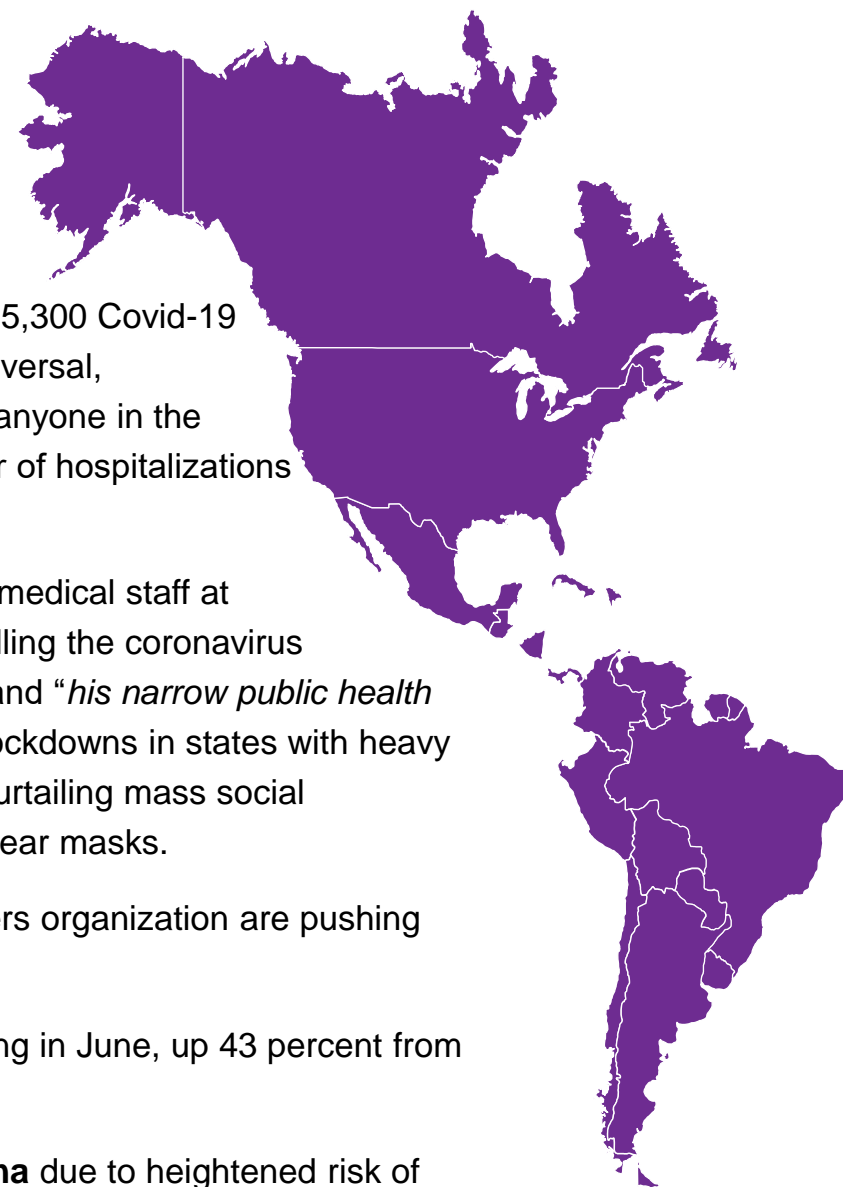 5,300 Covid-19
versal,
anyone in the
r of hospitalizations
medical staff at
lling the coronavirus
and “his narrow public health
ockdowns in states with heavy
urtailing mass social
ear masks.
ers organization are pushing
ng in June, up 43 percent from
na due to heightened risk of